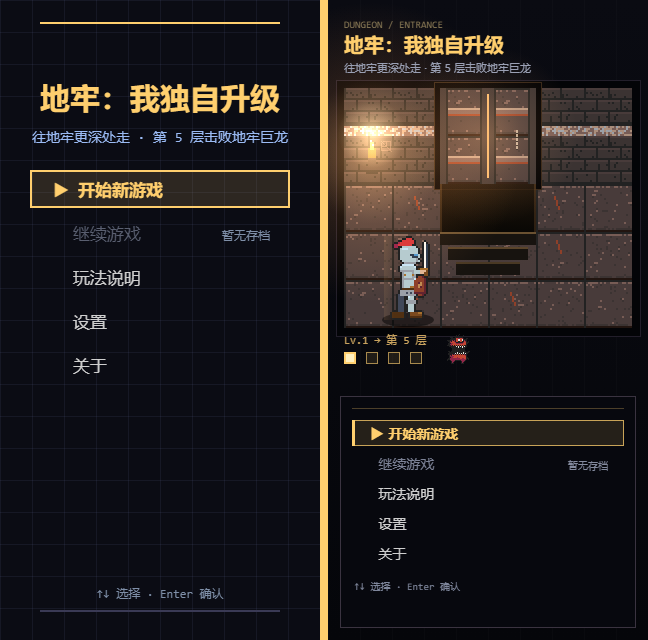 地牢：我独自升级
往地牢更深处走 · 第 5 层击败地牢巨龙
▶ 开始新游戏
继续游戏 暂无存档
玩法说明
设置
关于
↑↓ 选择 · Enter 确认
DUNGEON / ENTRANCE
地牢：我独自升级
往地牢更深处走 · 第 5 层击败地牢巨龙
Lv.1 → 第 5 层
▶ 开始新游戏
继续游戏 暂无存档
玩法说明
设置
关于
↑↓ 选择 · Enter 确认